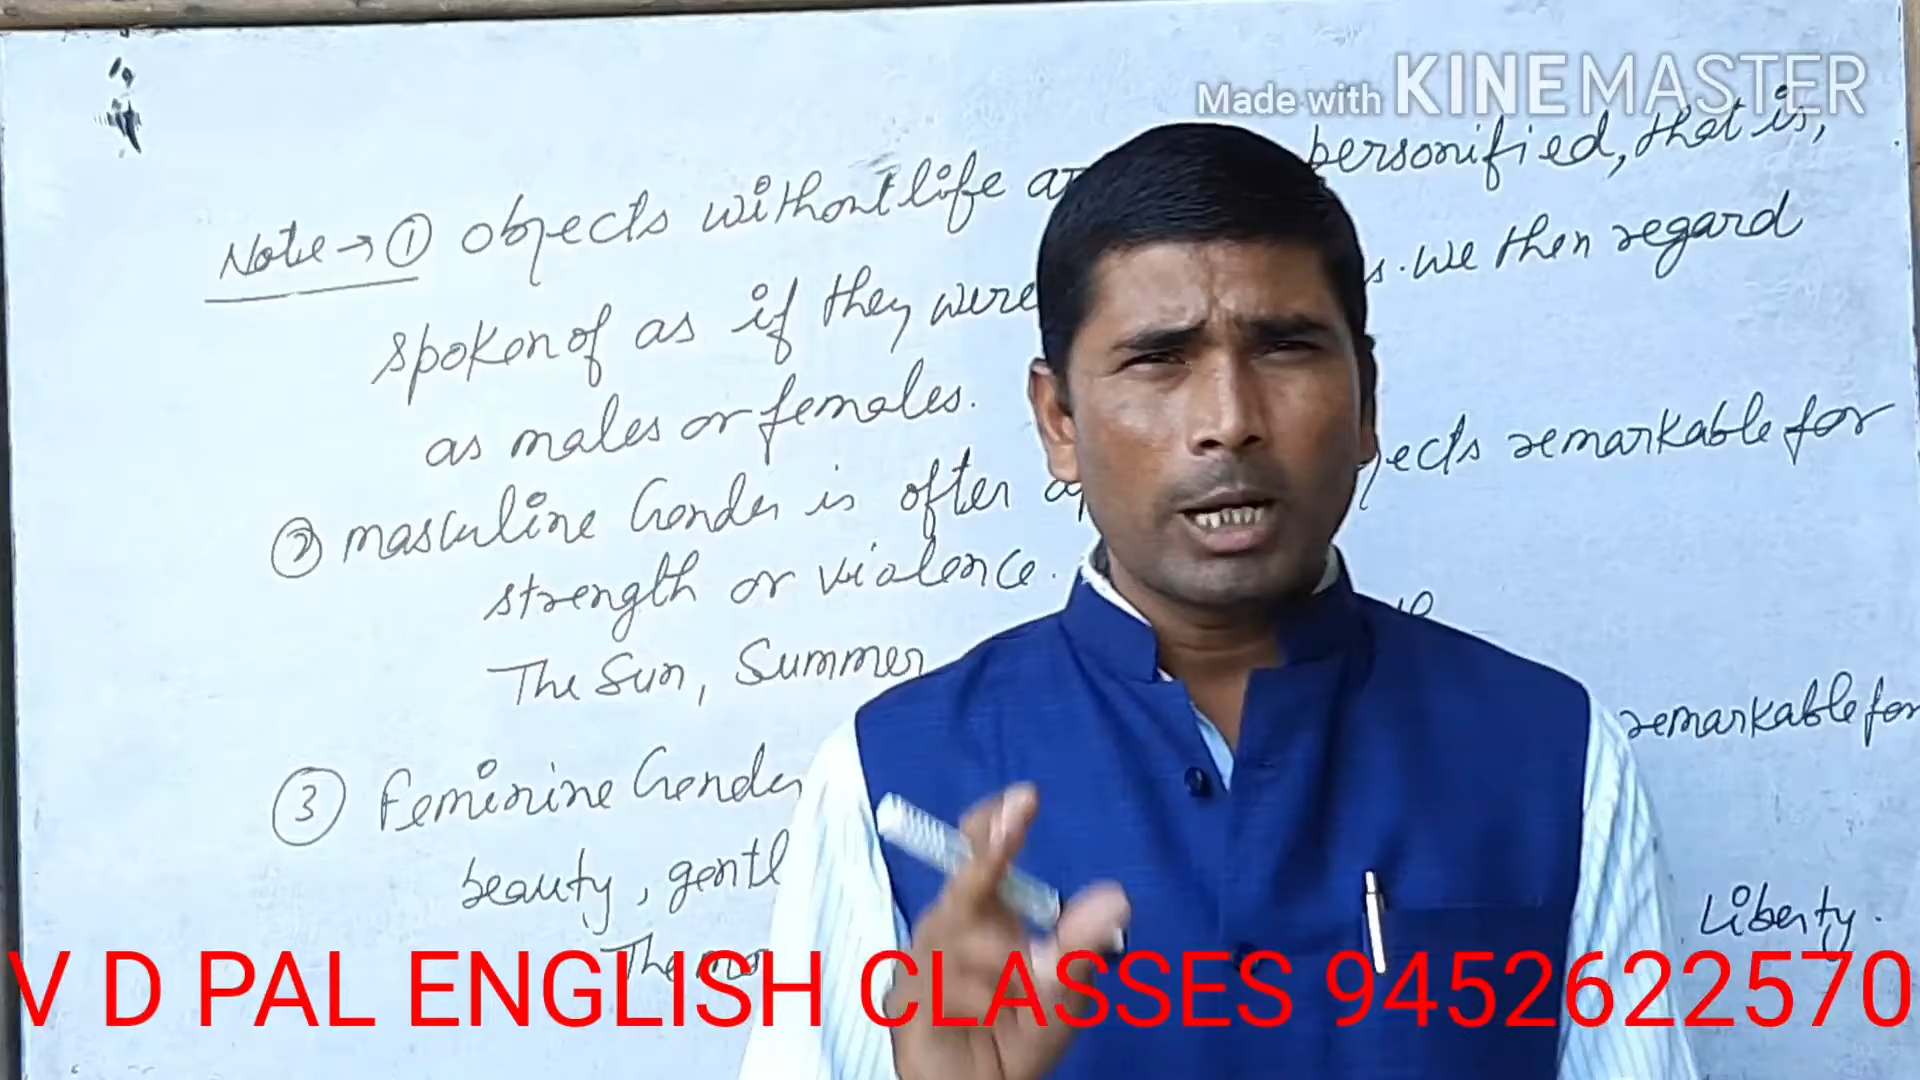 Made with KINEMASTER
Note → ① objects without life personified, that is,
spoken of as if they were we then regard
as males or females.
② masculine Gender is often remarkable for
strength or violence.
The Sun, Summer
③ Feminine Gender remarkable for
beauty,
Liberty.
The
V D PAL ENGLISH CLASSES 9452622570